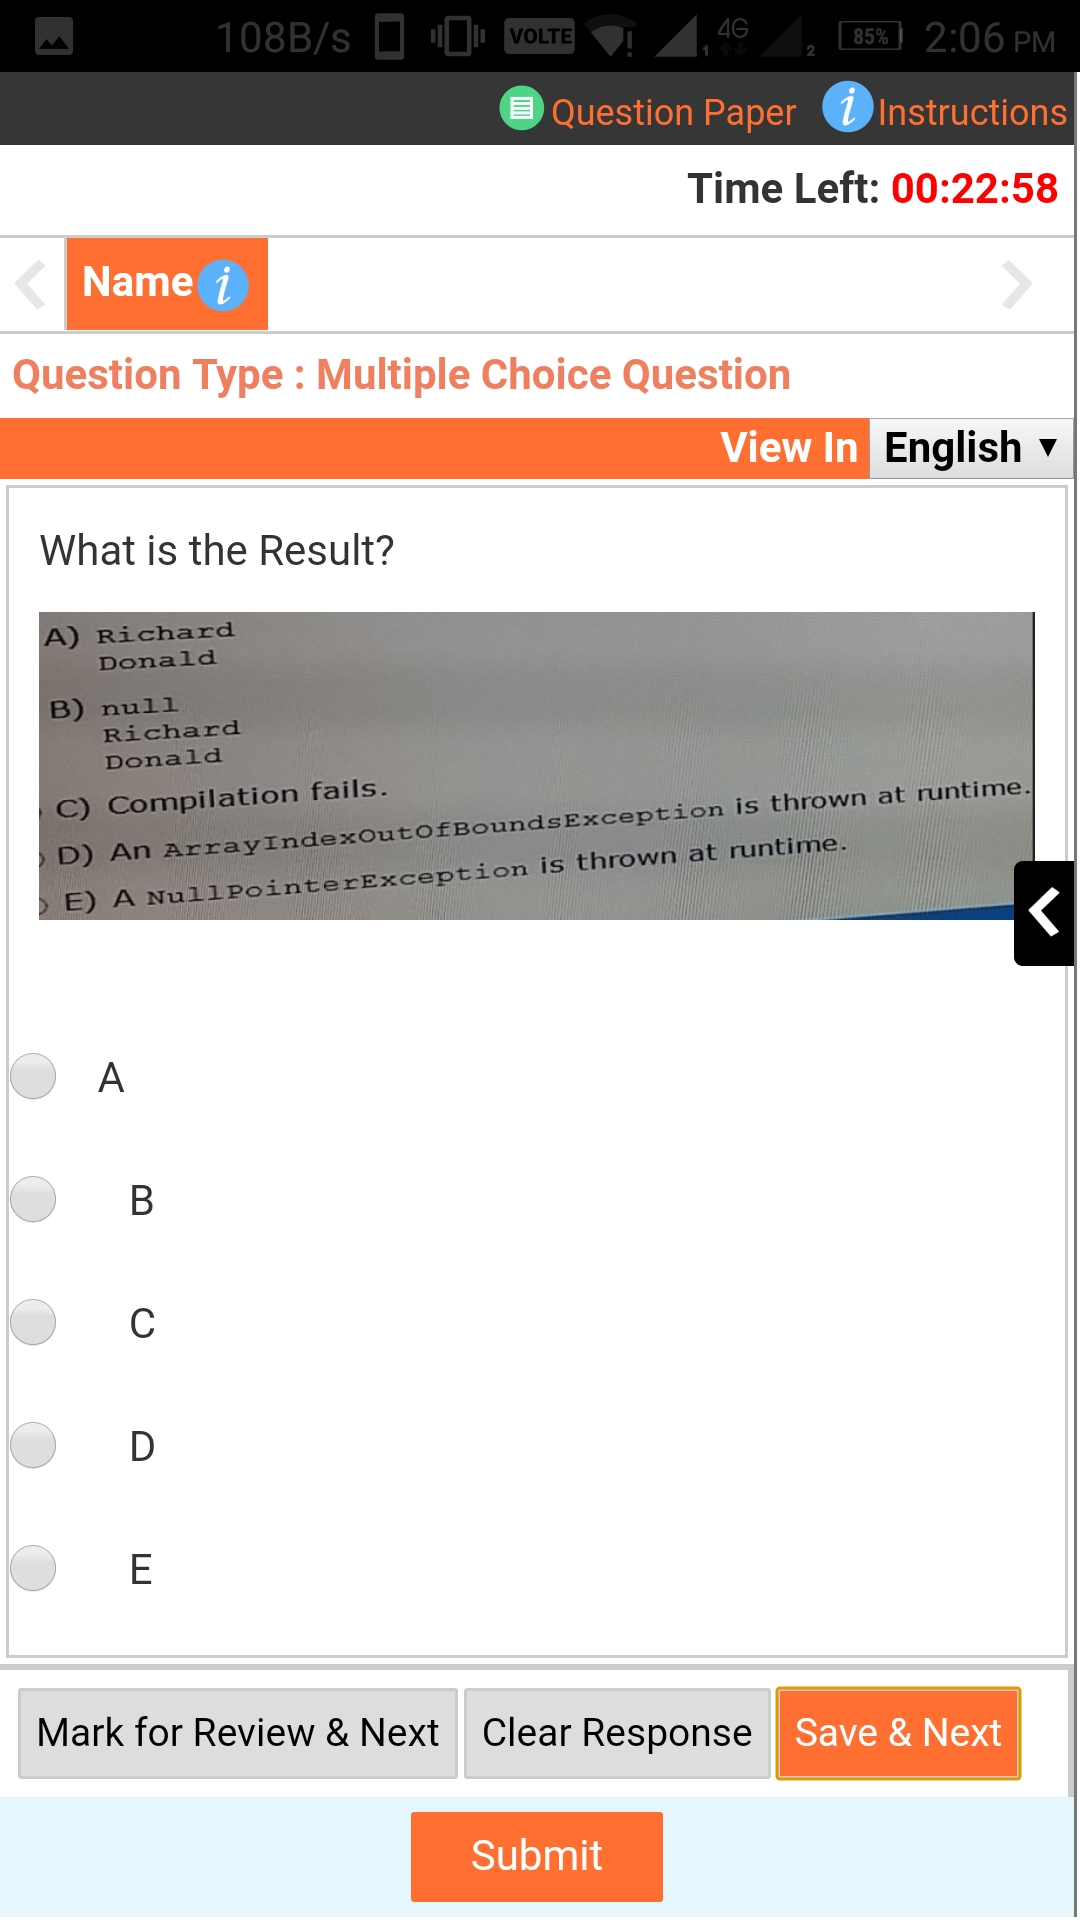 108B/s VOLTE 1 4G 2 85% 2:06 PM
Question Paper i Instructions
Time Left: 00:22:58
Name i
Question Type : Multiple Choice Question
View In English
What is the Result?
A) Richard
Donald
B) null
Richard
Donald
C) Compilation fails.
D) An ArrayIndexOutOfBoundsException is thrown at runtime.
E) A NullPointerException is thrown at runtime.
A
B
C
D
E
Mark for Review & Next Clear Response Save & Next
Submit